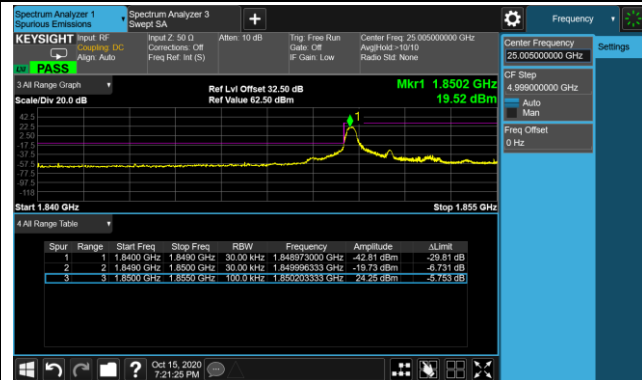 Spectrum Analyzer 1
Spurious Emissions
Spectrum Analyzer 3
Swept SA
Frequency
KEYSIGHT
Input: RF
Coupling: DC
Align: Auto
Input Z: 50 Ω
Corrections: Off
Freq Ref: Int (S)
Atten: 10 dB
Trig: Free Run
Gate: Off
IF Gain: Low
Center Freq: 25.005000000 GHz
Avg|Hold:>10/10
Radio Std: None
PASS
Center Frequency
25.005000000 GHz
Settings
CF Step
4.999000000 GHz
Auto
Man
Freq Offset
0 Hz
3 All Range Graph
Scale/Div 20.0 dB
Ref Lvl Offset 32.50 dB
Ref Value 62.50 dBm
Mkr1 1.8502 GHz
19.52 dBm
42.5
22.5
2.50
-17.5
-37.5
-57.5
-77.5
-97.5
-118
1
Start 1.840 GHz
Stop 1.855 GHz
4 All Range Table
Spur Range Start Freq Stop Freq RBW Frequency Amplitude ΔLimit
1 1 1.8400 GHz 1.8490 GHz 30.00 kHz 1.848973000 GHz -42.81 dBm -29.81 dB
2 2 1.8490 GHz 1.8500 GHz 30.00 kHz 1.849996333 GHz -19.73 dBm -6.731 dB
3 3 1.8500 GHz 1.8550 GHz 100.0 kHz 1.850203333 GHz 24.25 dBm -5.753 dB
?
Oct 15, 2020
7:21:25 PM